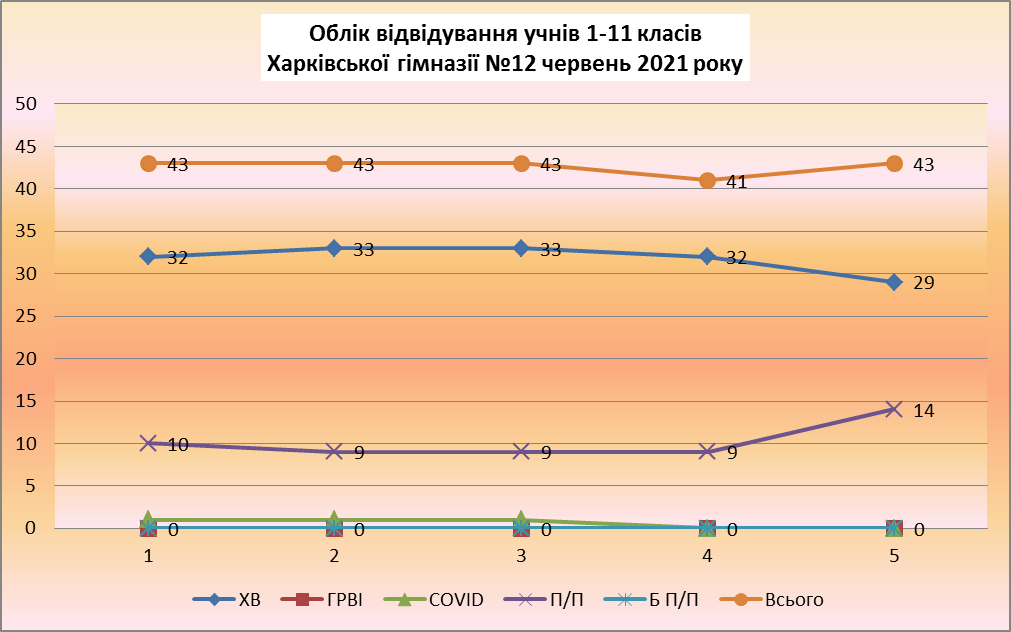 Облік відвідування учнів 1-11 класів
Харківської гімназії №12 червень 2021 року
50
45
40
35
30
25
20
15
10
5
0
43 43 43 41 43
32 33 33 32 29
10 9 9 9 14
0 0 0 0 0
1 2 3 4 5
ХВ ГРВІ COVID П/П Б П/П Всього